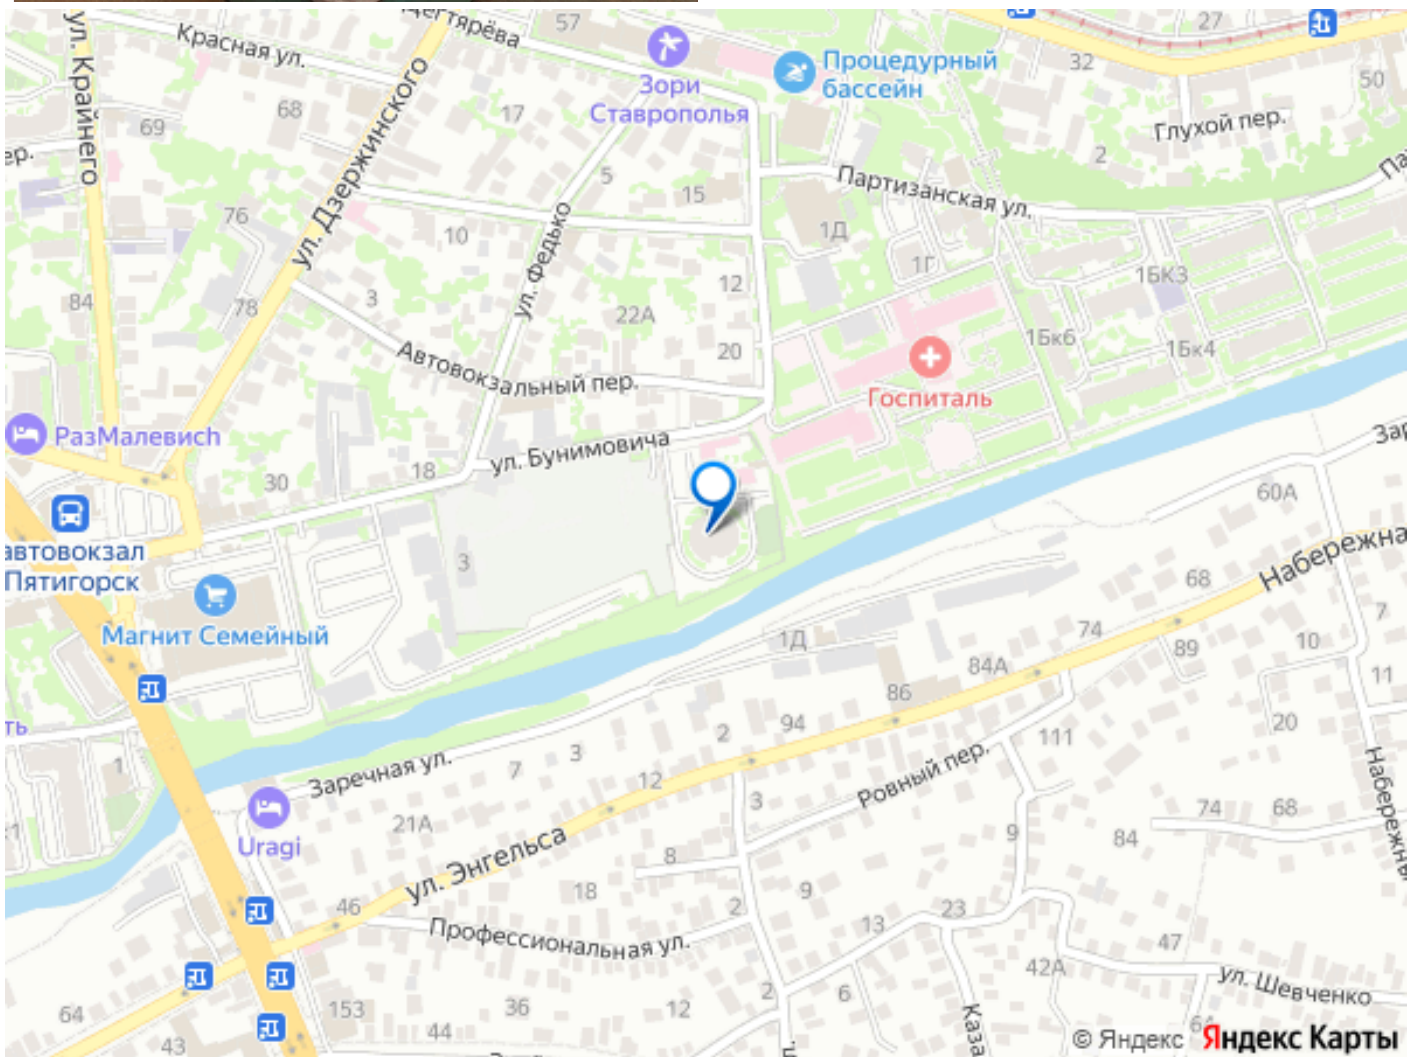 57
27
ул. Крайнего
Красная ул.
Дегтярёва
ул. Дзержинского
Зори
Ставрополья
Процедурный
бассейн
32
50
68
17
69
Глухой пер.
2
ер.
5
15
Партизанская ул.
76
ул. Федько
10
1Д
1Г
1БК3
84
78
3
12
22А
20
1Бк6
1Бк4
Автовокзальный пер.
Госпиталь
РазМалевич
ул. Бунимовича
18
30
60А
автовокзал
Пятигорск
3
Магнит Семейный
Набережна
68
7
1Д
74
10
89
84А
11
86
94
2
20
ть
1
Заречная ул.
7
3
12
111
Ровный пер.
3
21А
Uragi
ул. Энгельса
8
9
84
74
68
Набережны
18
9
46
2
23
13
Профессиональная ул.
47
42А
ул. Шевченко
2
6
64
153
36
12
44
43
Каза
© Яндекс Яндекс Карты